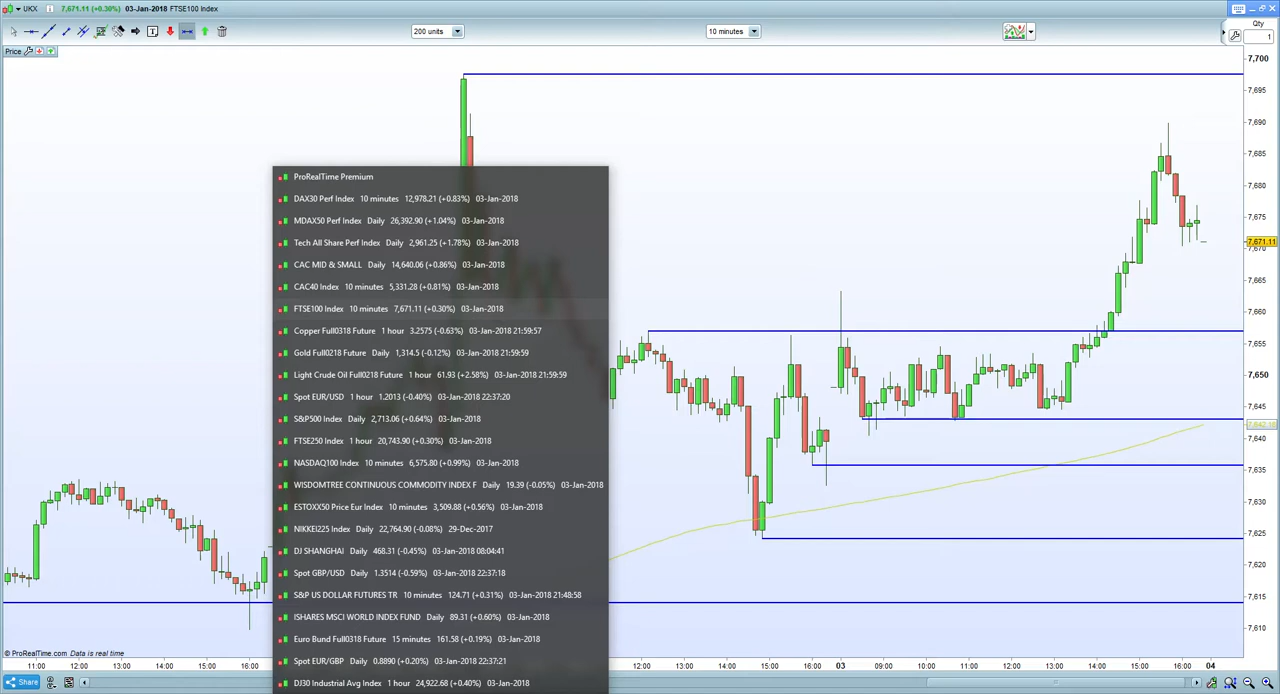 UKX 7,671.11 (+0.30%) 03-Jan-2018 FTSE100 Index
200 units
10 minutes
Qty
1
Price
7,700
7,695
7,690
7,685
7,680
7,675
7,671.11
7,670
7,665
7,660
7,655
7,650
7,645
7,640
7,635
7,630
7,625
7,620
7,615
7,610
ProRealTime Premium
DAX30 Perf Index 10 minutes 12,978.21 (+0.83%) 03-Jan-2018
MDAX50 Perf Index Daily 26,392.90 (+1.04%) 03-Jan-2018
Tech All Share Perf Index Daily 2,961.25 (+1.78%) 03-Jan-2018
CAC MID & SMALL Daily 14,640.06 (+0.86%) 03-Jan-2018
CAC40 Index 10 minutes 5,331.28 (+0.81%) 03-Jan-2018
FTSE100 Index 10 minutes 7,671.11 (+0.30%) 03-Jan-2018
Copper Full0318 Future 1 hour 3.2575 (-0.63%) 03-Jan-2018 21:59:57
Gold Full0218 Future Daily 1,314.5 (-0.12%) 03-Jan-2018 21:59:59
Light Crude Oil Full0218 Future 1 hour 61.93 (+2.58%) 03-Jan-2018 21:59:59
Spot EUR/USD 1 hour 1.2013 (-0.40%) 03-Jan-2018 22:37:20
S&P500 Index Daily 2,713.06 (+0.64%) 03-Jan-2018
FTSE250 Index 1 hour 20,743.90 (+0.30%) 03-Jan-2018
NASDAQ100 Index 10 minutes 6,575.80 (+0.99%) 03-Jan-2018
WISDOMTREE CONTINUOUS COMMODITY INDEX F Daily 19.39 (-0.05%) 03-Jan-2018
ESTOXX50 Price Eur Index 10 minutes 3,509.88 (+0.56%) 03-Jan-2018
NIKKEI225 Index Daily 22,764.90 (-0.08%) 29-Dec-2017
DJ SHANGHAI Daily 468.31 (-0.45%) 03-Jan-2018 08:04:41
Spot GBP/USD Daily 1.3514 (-0.59%) 03-Jan-2018 22:37:18
S&P US DOLLAR FUTURES TR 10 minutes 124.71 (+0.31%) 03-Jan-2018 21:48:58
ISHARES MSCI WORLD INDEX FUND Daily 89.31 (+0.60%) 03-Jan-2018
Euro Bund Full0318 Future 15 minutes 161.58 (+0.19%) 03-Jan-2018
Spot EUR/GBP Daily 0.8890 (+0.20%) 03-Jan-2018 22:37:21
DJ30 Industrial Avg Index 1 hour 24,922.68 (+0.40%) 03-Jan-2018
© ProRealTime.com Data is real time
11:00 12:00 13:00 14:00 15:00 16:00 12:00 13:00 14:00 15:00 16:00 03 09:00 10:00 11:00 12:00 13:00 14:00 15:00 16:00 04
Share